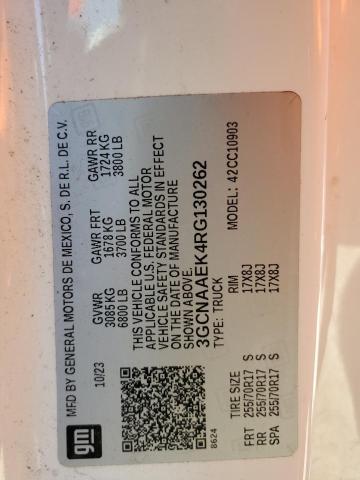 gm
MFD BY GENERAL MOTORS DE MEXICO, S. DE R.L. DE C.V.
10/23 GVWR GAWR FRT GAWR RR
3085 KG 1678 KG 1724 KG
6800 LB 3700 LB 3800 LB
THIS VEHICLE CONFORMS TO ALL
APPLICABLE U.S. FEDERAL MOTOR
VEHICLE SAFETY STANDARDS IN EFFECT
ON THE DATE OF MANUFACTURE
SHOWN ABOVE.
3GCNAAEK4RG130262
8624 TYPE: TRUCK MODEL: 42CC10903
TIRE SIZE RIM
FRT 255/70R17 S 17X8J
RR 255/70R17 S 17X8J
SPA 255/70R17 S 17X8J